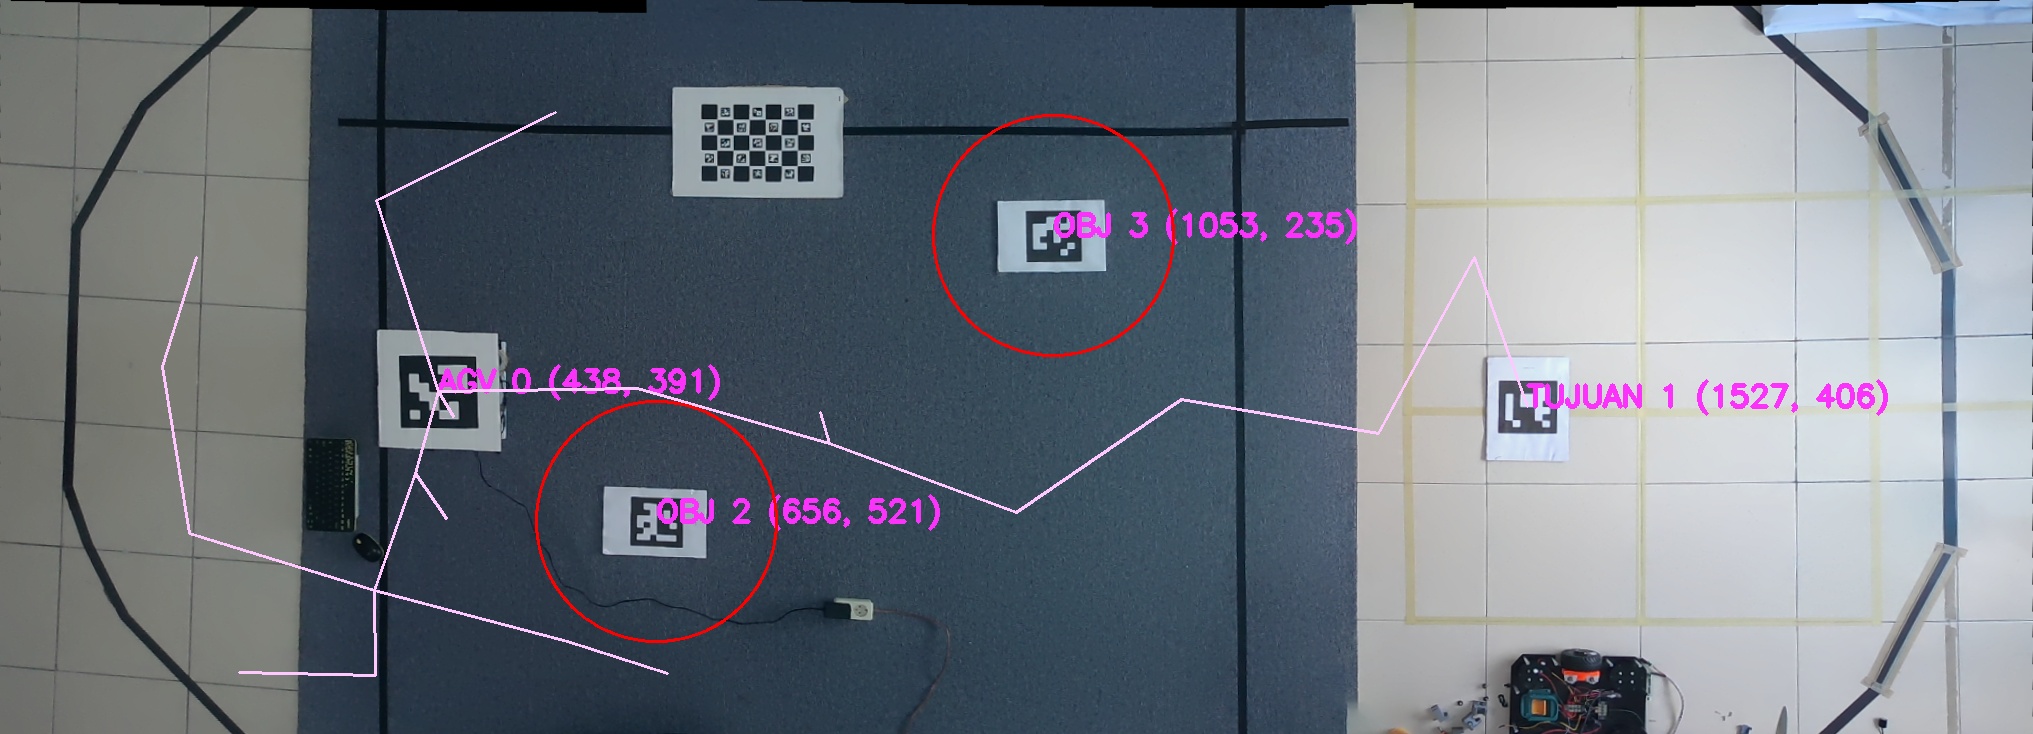 OBJ 3 (1053, 235)
AGV 0 (438, 391)
TUJUAN 1 (1527, 406)
OBJ 2 (656, 521)